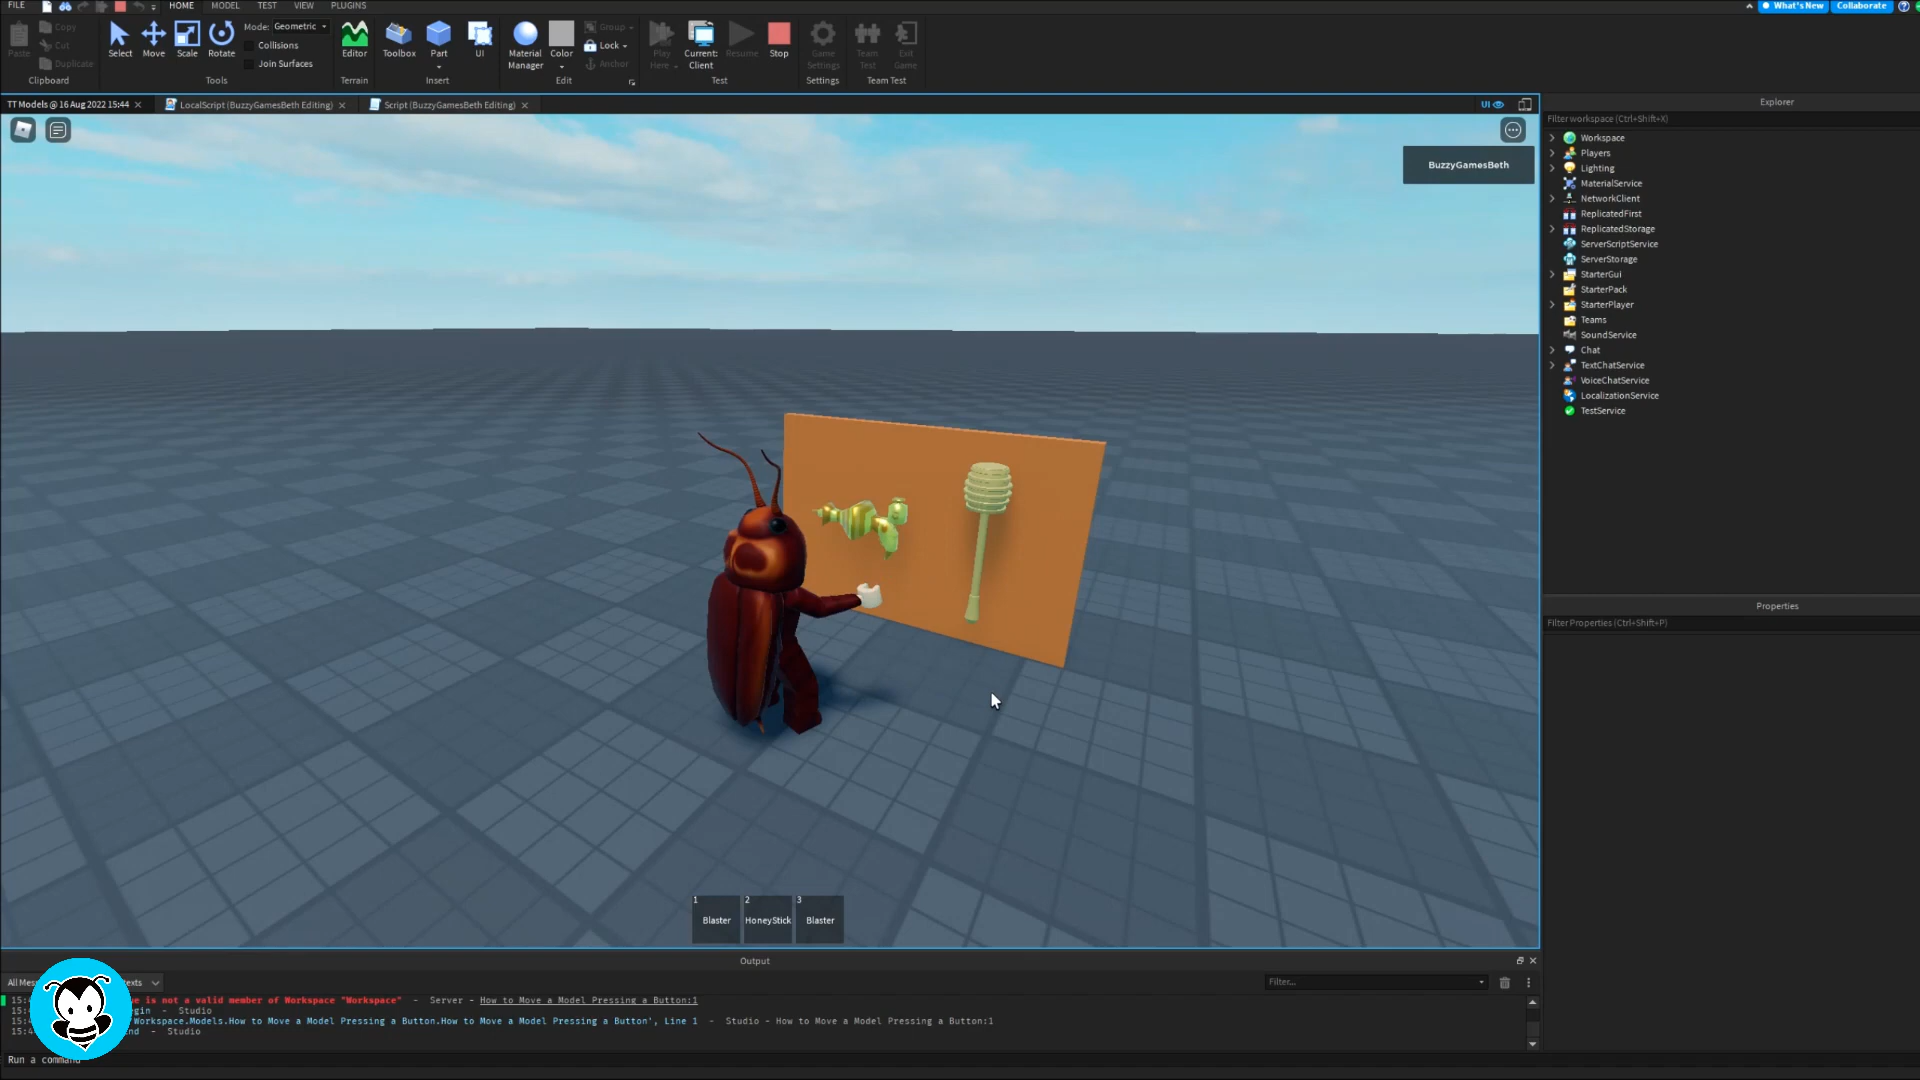 FILE HOME MODEL TEST VIEW PLUGINS What's New Collaborate
Paste Copy Cut Duplicate Clipboard
Select Move Scale Rotate Mode: Geometric Collisions Join Surfaces Tools
Editor Terrain
Toolbox Part UI Insert
Material Manager Color Group Lock Anchor Edit
Play Here Current: Client Resume Stop Test
Game Settings Settings
Team Test Exit Game Team Test
TT Models @ 16 Aug 2022 15:44 LocalScript (BuzzyGamesBeth Editing) Script (BuzzyGamesBeth Editing) UI
BuzzyGamesBeth
1 Blaster
2 HoneyStick
3 Blaster
Explorer
Filter workspace (Ctrl+Shift+X)
Workspace
Players
Lighting
MaterialService
NetworkClient
ReplicatedFirst
ReplicatedStorage
ServerScriptService
ServerStorage
StarterGui
StarterPack
StarterPlayer
Teams
SoundService
Chat
TextChatService
VoiceChatService
LocalizationService
TestService
Properties
Filter Properties (Ctrl+Shift+P)
Output
All Mes Filter...
is not a valid member of Workspace "Workspace" - Server - How to Move a Model Pressing a Button:1
- Studio
Workspace.Models.How to Move a Model Pressing a Button.How to Move a Model Pressing a Button', Line 1 - Studio - How to Move a Model Pressing a Button:1
- Studio
Run a command